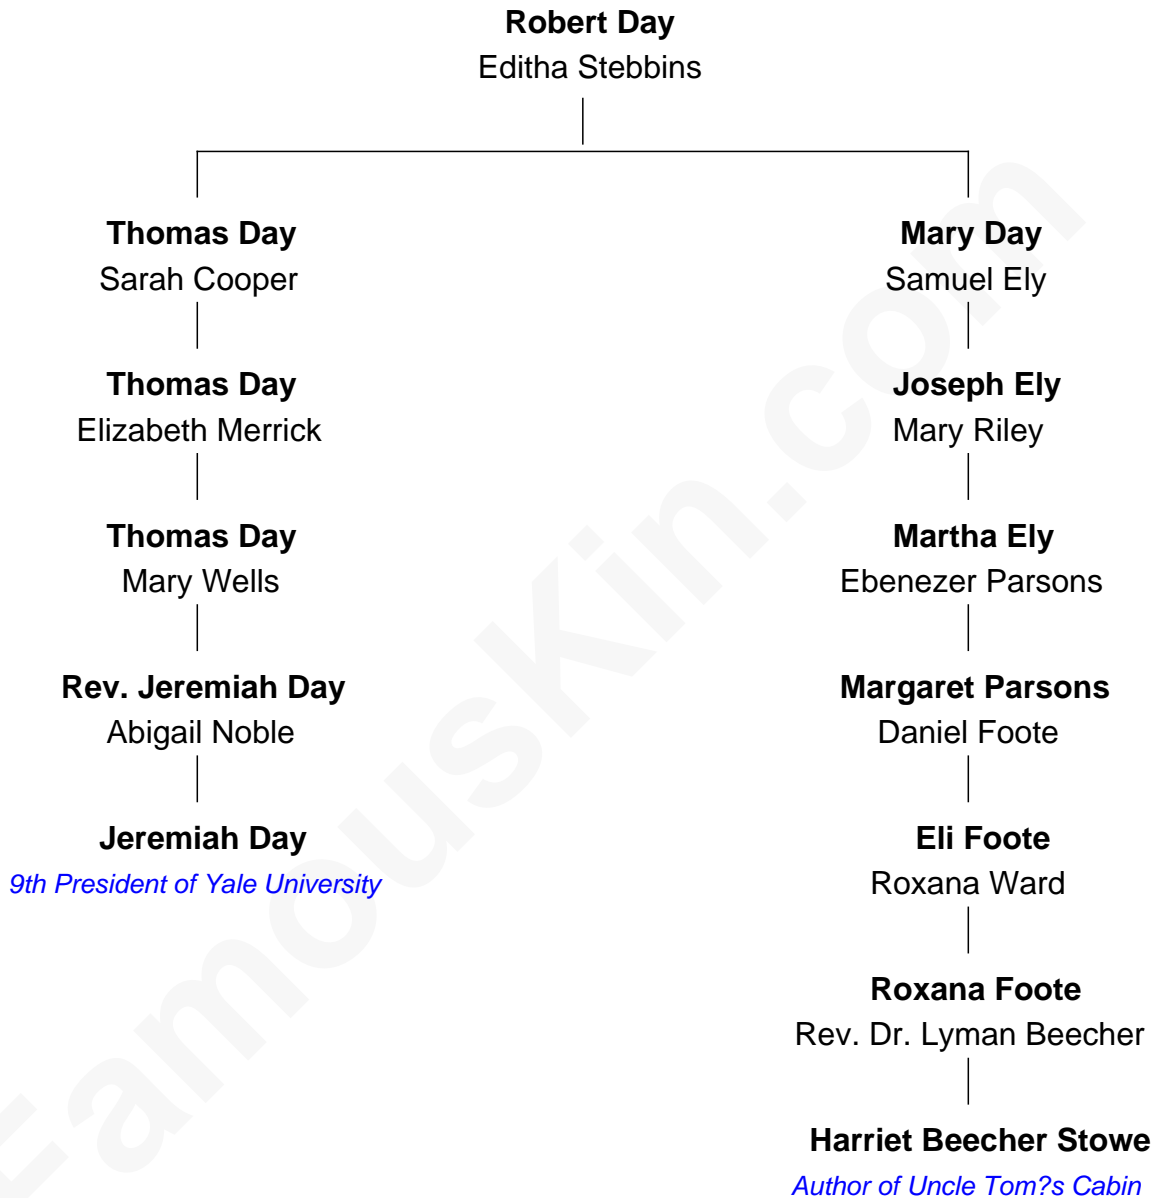 Robert Day
Editha Stebbins
Thomas Day
Sarah Cooper
Thomas Day
Elizabeth Merrick
Thomas Day
Mary Wells
Rev. Jeremiah Day
Abigail Noble
Jeremiah Day
9th President of Yale University
Mary Day
Samuel Ely
Joseph Ely
Mary Riley
Martha Ely
Ebenezer Parsons
Margaret Parsons
Daniel Foote
Eli Foote
Roxana Ward
Roxana Foote
Rev. Dr. Lyman Beecher
Harriet Beecher Stowe
Author of Uncle Tom?s Cabin
FamousKin.com